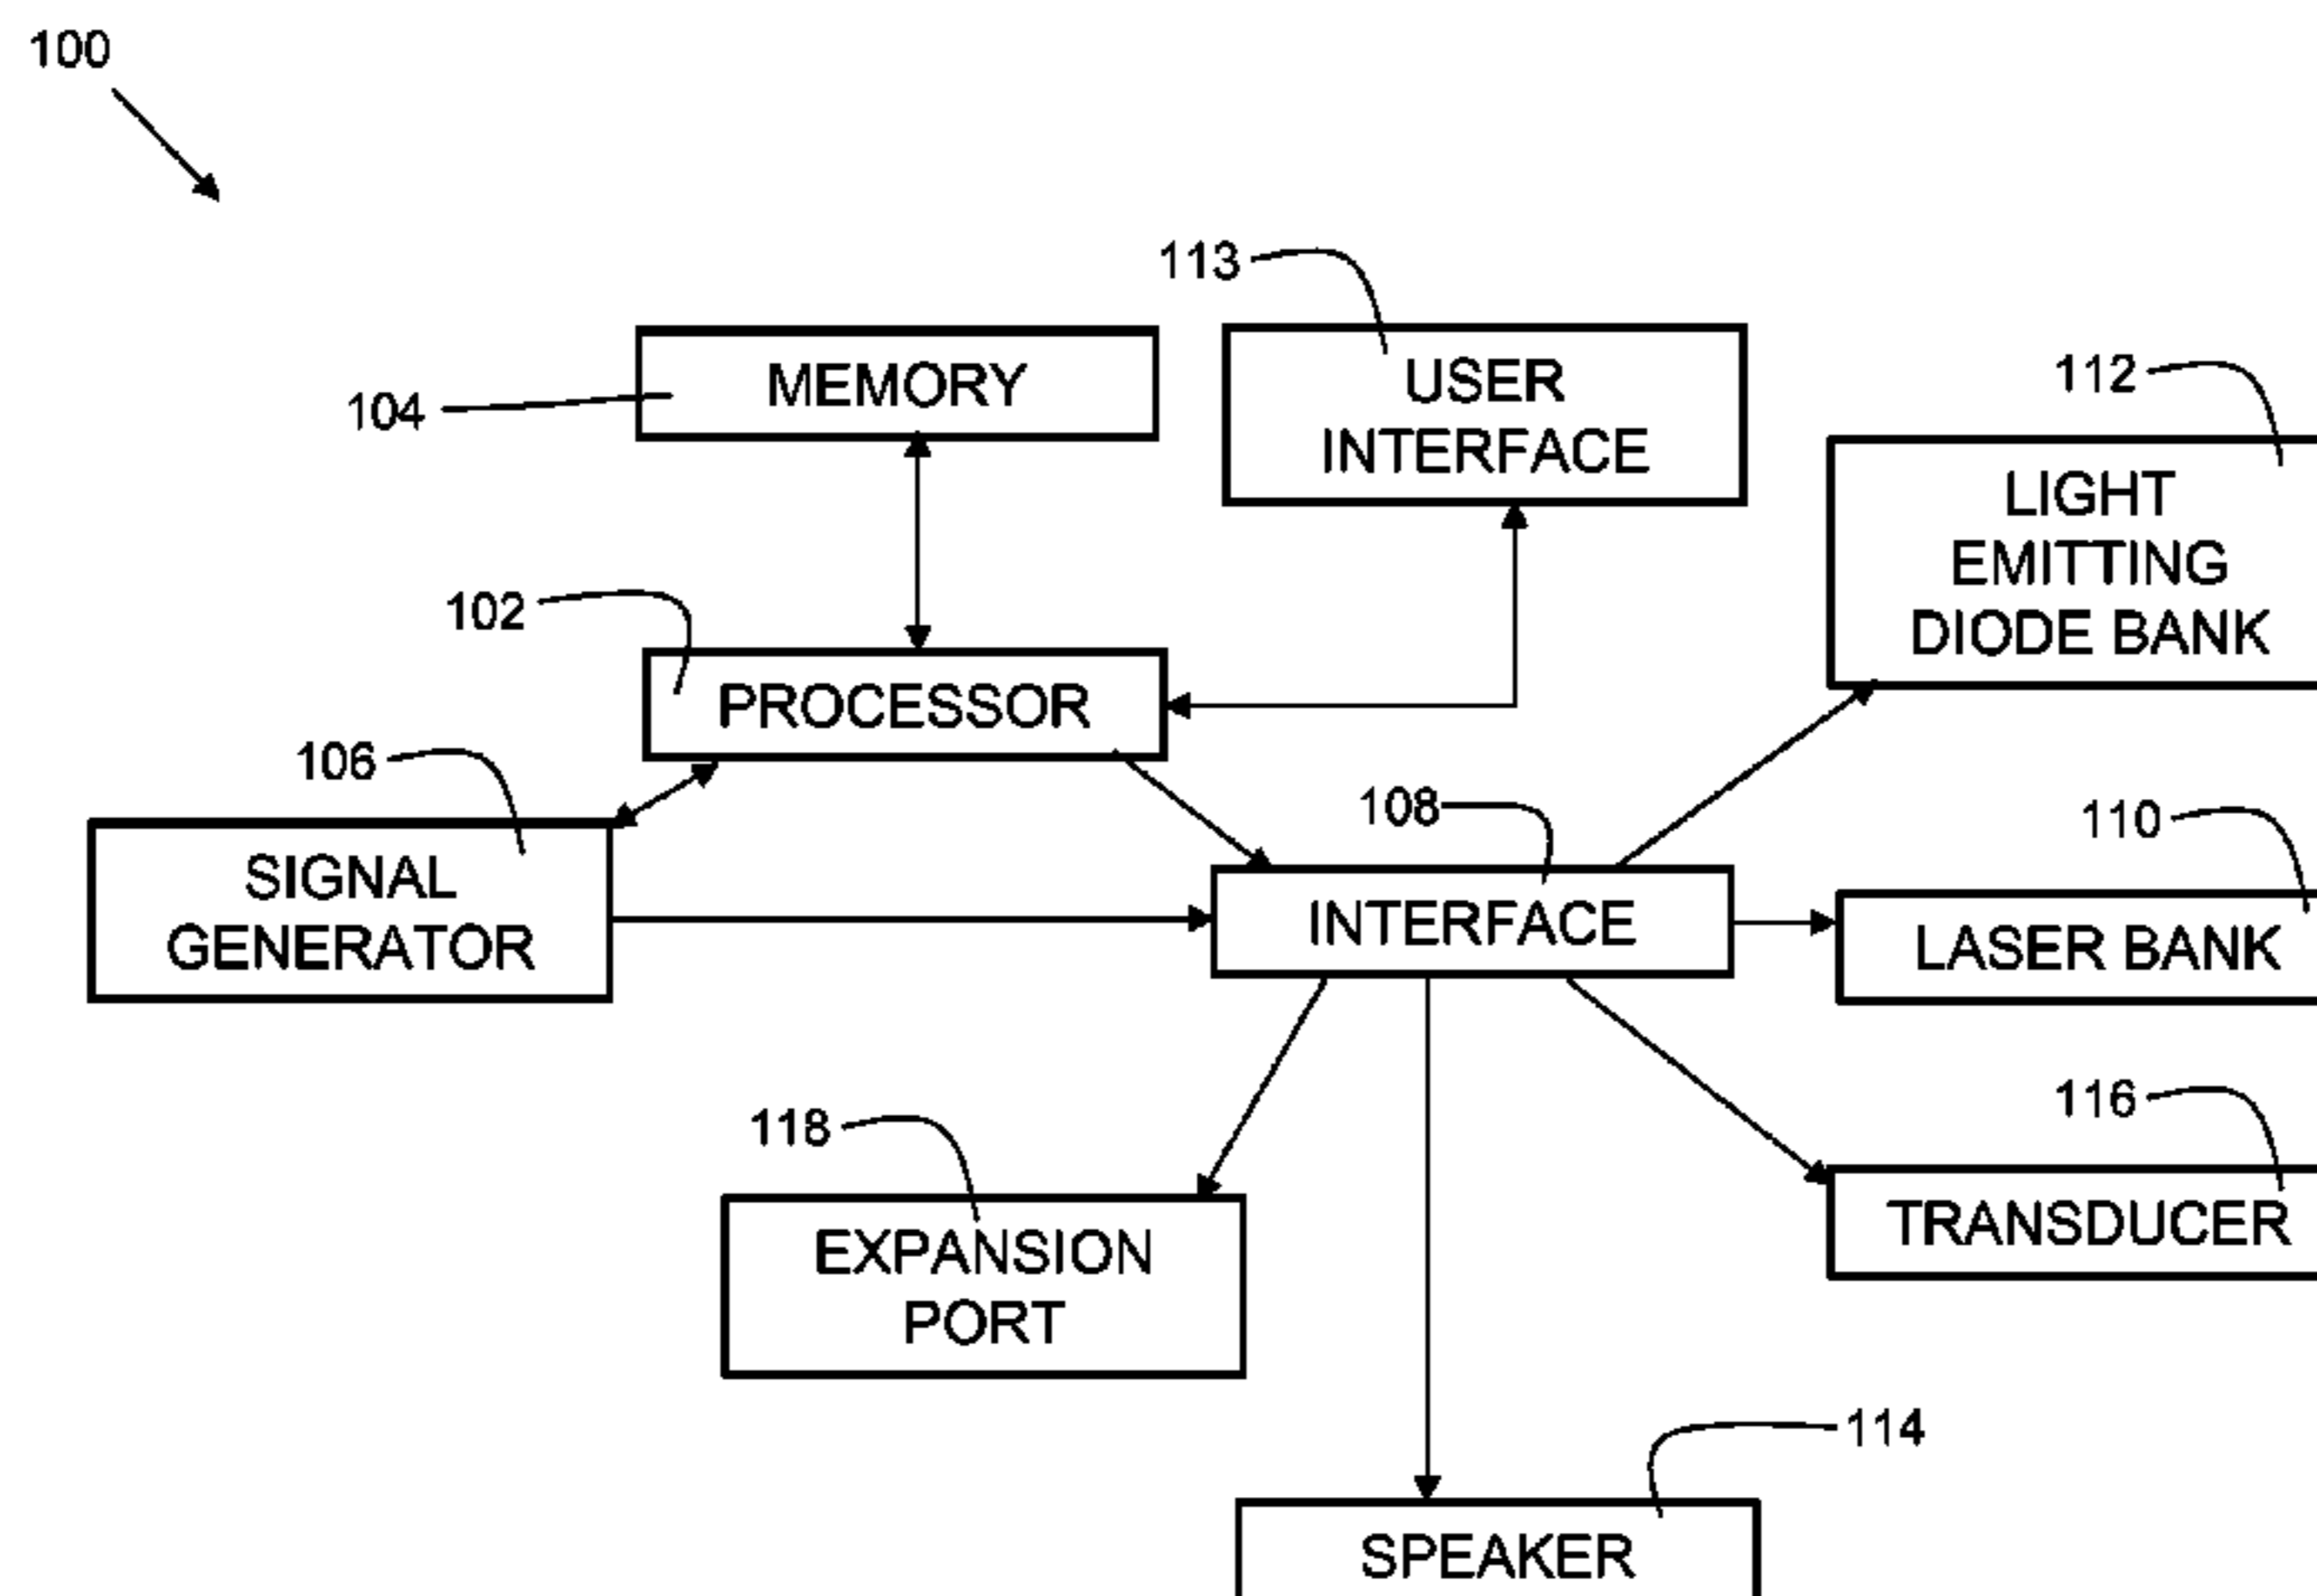 100
113
MEMORY
USER
INTERFACE
104
112
LIGHT
EMITTING
DIODE BANK
102
PROCESSOR
106
SIGNAL
GENERATOR
108
INTERFACE
110
LASER BANK
118
EXPANSION
PORT
116
TRANSDUCER
114
SPEAKER